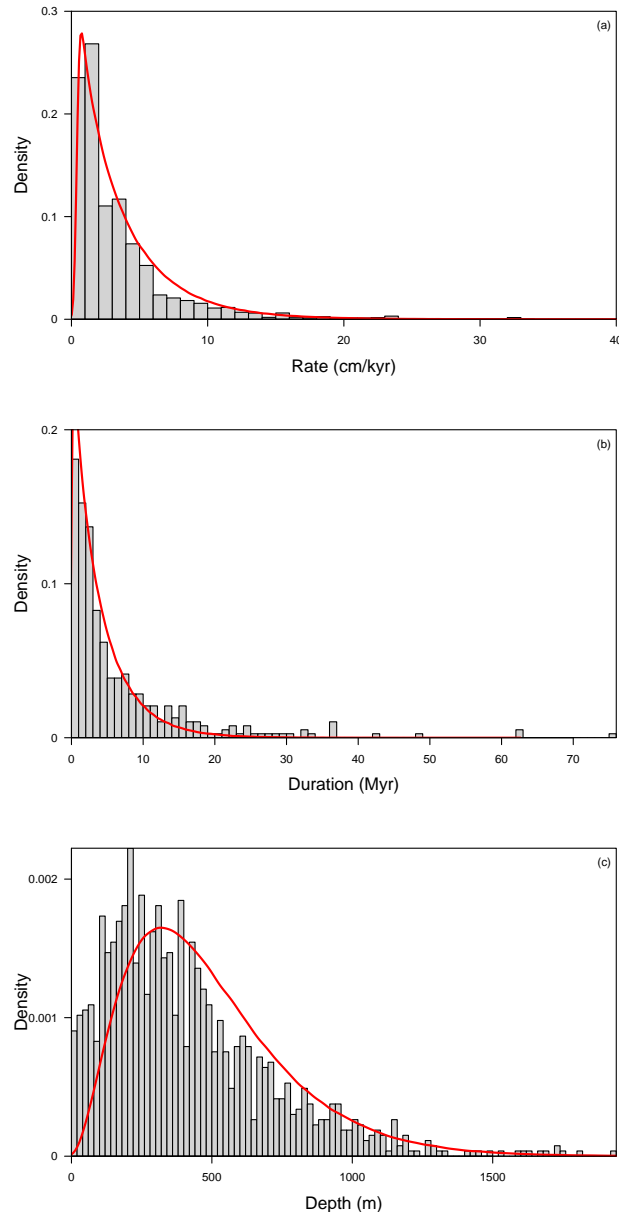 (a)
0.3
0.2
0.1
0
Density
0 10 20 30 40
Rate (cm/kyr)
(b)
0.2
0.1
0
Density
0 10 20 30 40 50 60 70
Duration (Myr)
(c)
0.002
0.001
0
Density
0 500 1000 1500
Depth (m)